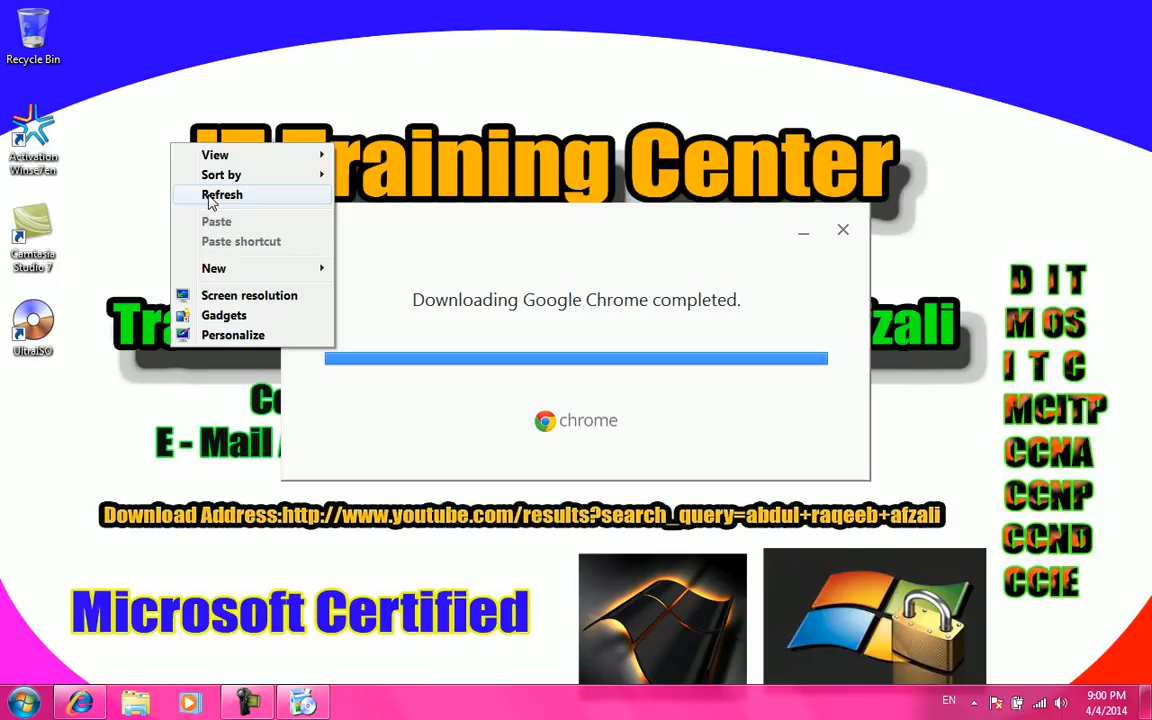 Recycle Bin
Activation
Winse7en
Camtasia
Studio 7
UltraISO
Training Center
View
Sort by
Refresh
Paste
Paste shortcut
New
Screen resolution
Gadgets
Personalize
Downloading Google Chrome completed.
chrome
E - Mail
Download Address:http://www.youtube.com/results?search_query=abdul+raqeeb+afzali
Microsoft Certified
D I T
M OS
I T C
MCITP
CCNA
CCNP
CCND
CCIE
EN
9:00 PM
4/4/2014